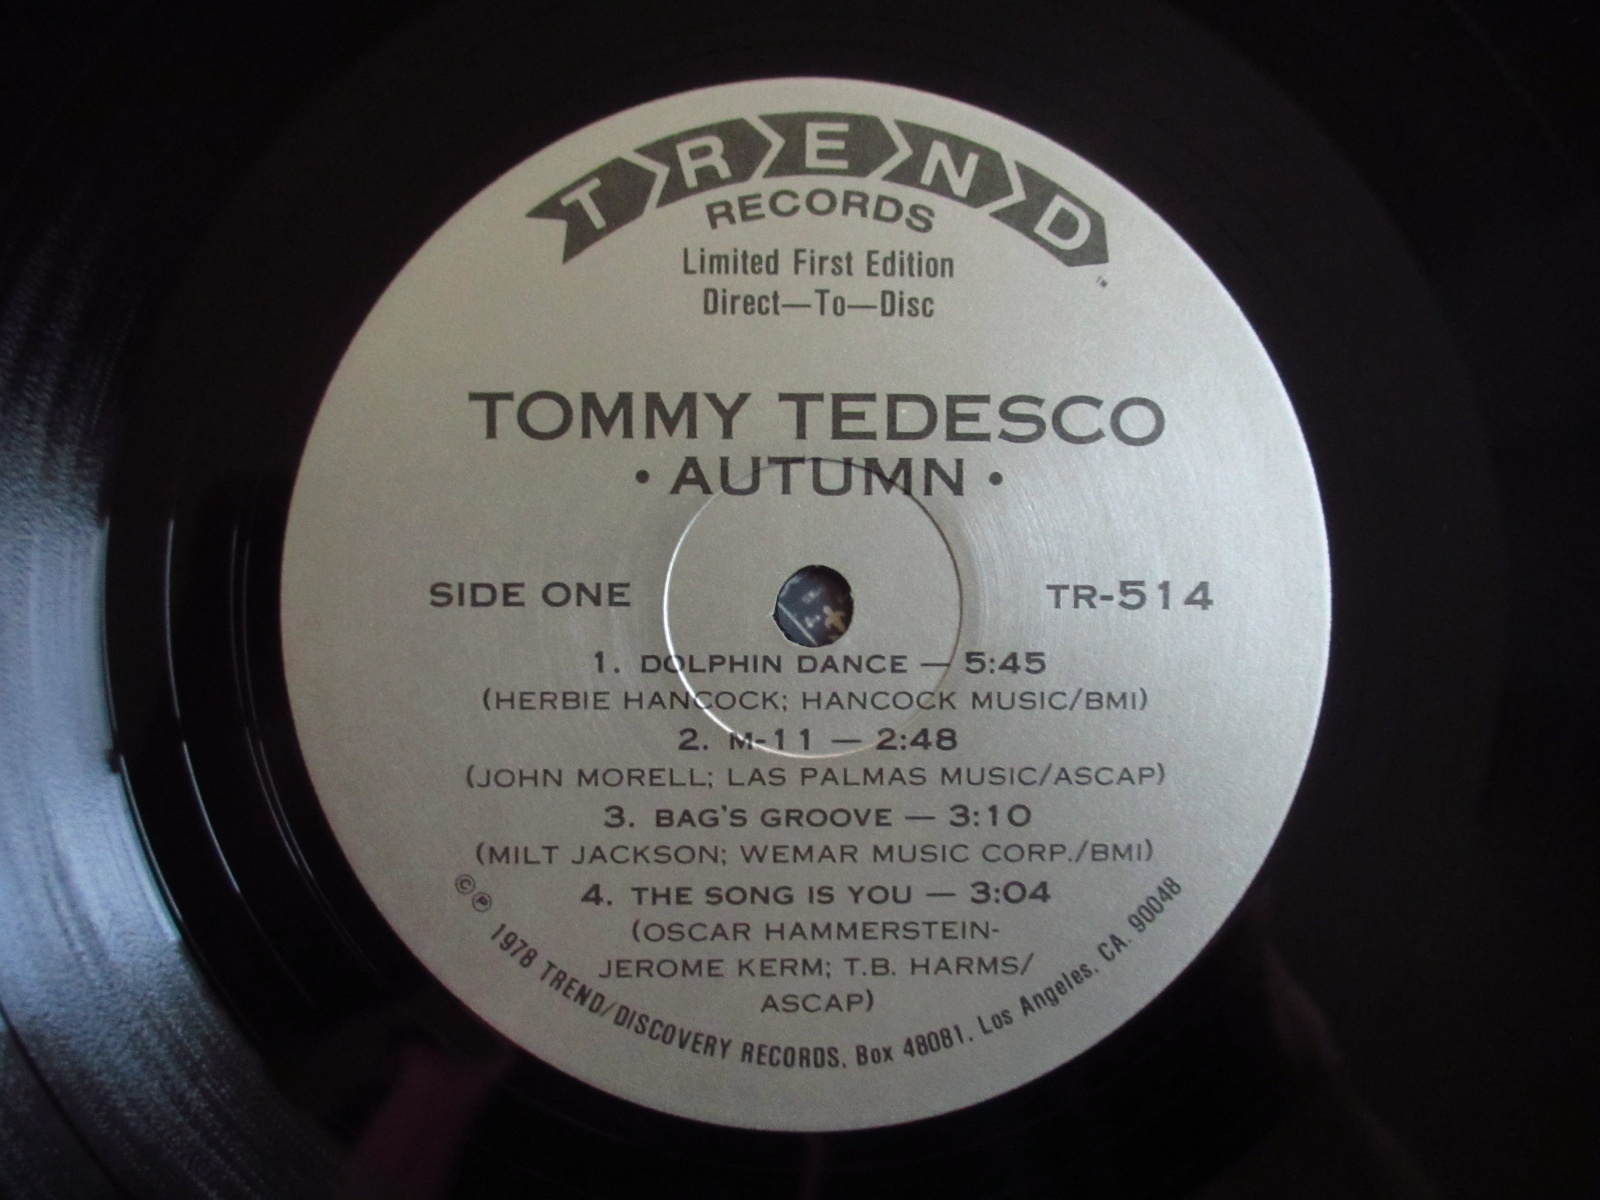 TREND
RECORDS
™
Limited First Edition
Direct—To—Disc
TOMMY TEDESCO
• AUTUMN •
SIDE ONE
TR-514
1. DOLPHIN DANCE — 5:45
(HERBIE HANCOCK; HANCOCK MUSIC/BMI)
2. M-11 — 2:48
(JOHN MORELL; LAS PALMAS MUSIC/ASCAP)
3. BAG'S GROOVE — 3:10
(MILT JACKSON; WEMAR MUSIC CORP./BMI)
4. THE SONG IS YOU — 3:04
(OSCAR HAMMERSTEIN-
JEROME KERM; T.B. HARMS/
ASCAP)
©℗ 1978 TREND/DISCOVERY RECORDS, Box 48081, Los Angeles, CA. 90048